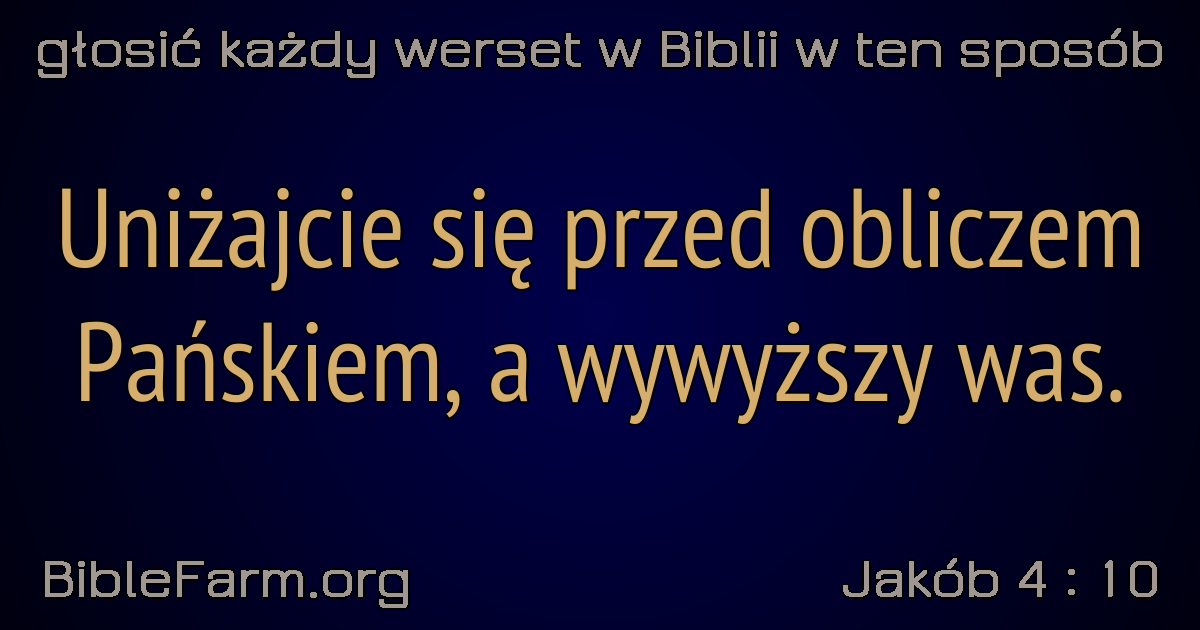 głosić każdy werset w Biblii w ten sposób
Uniżajcie się przed obliczem
Pańskiem, a wywyższy was.
BibleFarm.org
Jakób 4 : 10